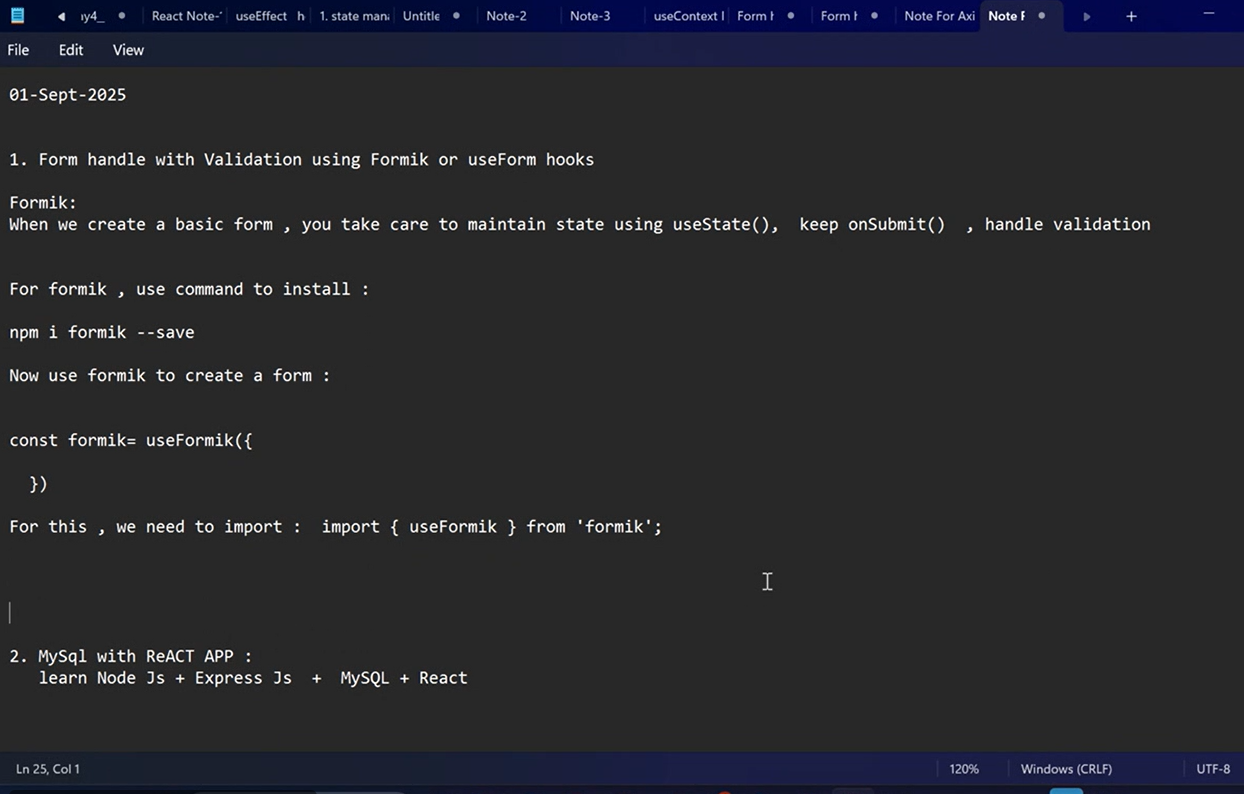 ıy4_ React Note- useEffect h 1. state man Untitle Note-2 Note-3 useContext Form Form Note For Axi Note F +
File Edit View
01-Sept-2025
1. Form handle with Validation using Formik or useForm hooks
Formik:
When we create a basic form , you take care to maintain state using useState(),  keep onSubmit()  , handle validation
For formik , use command to install :
npm i formik --save
Now use formik to create a form :
const formik= useFormik({
})
For this , we need to import :  import { useFormik } from 'formik';
2. MySql with ReACT APP :
learn Node Js + Express Js  +  MySQL + React
Ln 25, Col 1 120% Windows (CRLF) UTF-8